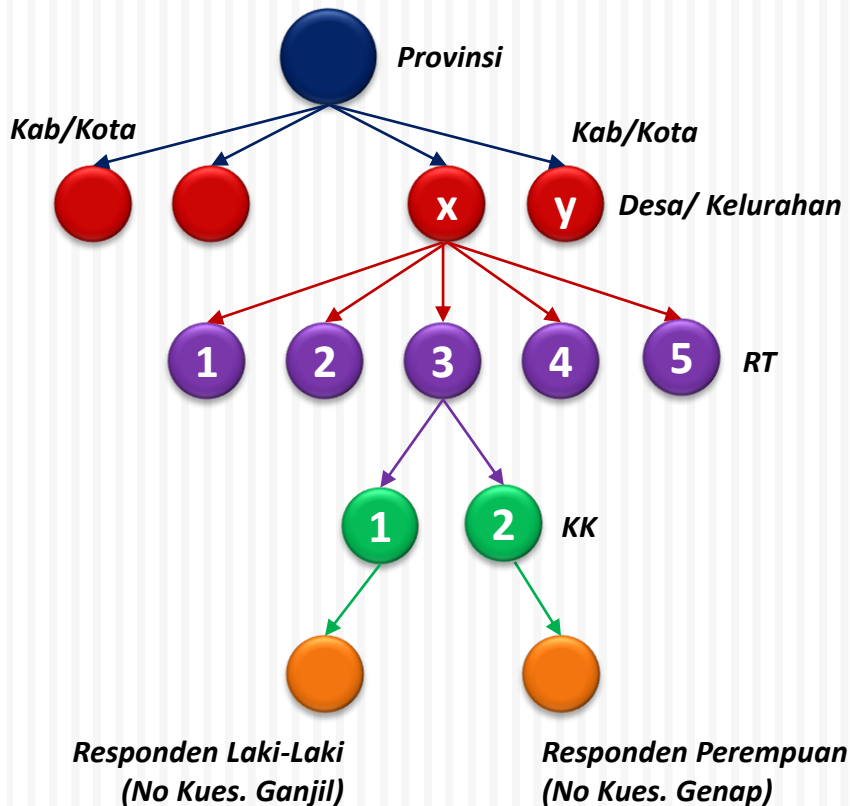 Provinsi
Kab/Kota
Kab/Kota
x
y
Desa/ Kelurahan
1
2
3
4
5
RT
1
2
KK
Responden Laki-Laki
(No Kues. Ganjil)
Responden Perempuan
(No Kues. Genap)